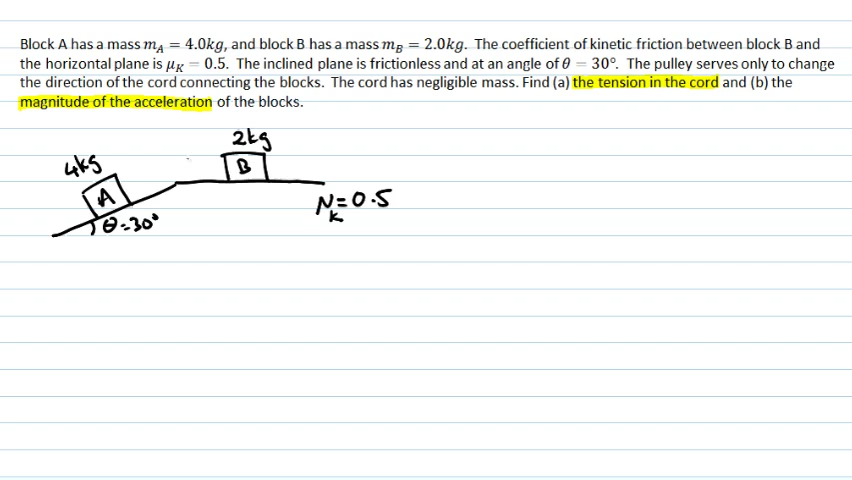 Block A has a mass m_A = 4.0kg, and block B has a mass m_B = 2.0kg. The coefficient of kinetic friction between block B and
the horizontal plane is μ_K = 0.5. The inclined plane is frictionless and at an angle of θ = 30°. The pulley serves only to change
the direction of the cord connecting the blocks. The cord has negligible mass. Find (a) the tension in the cord and (b) the
magnitude of the acceleration of the blocks.
2kg
4kg
B
A
θ=30°
N_K=0.5